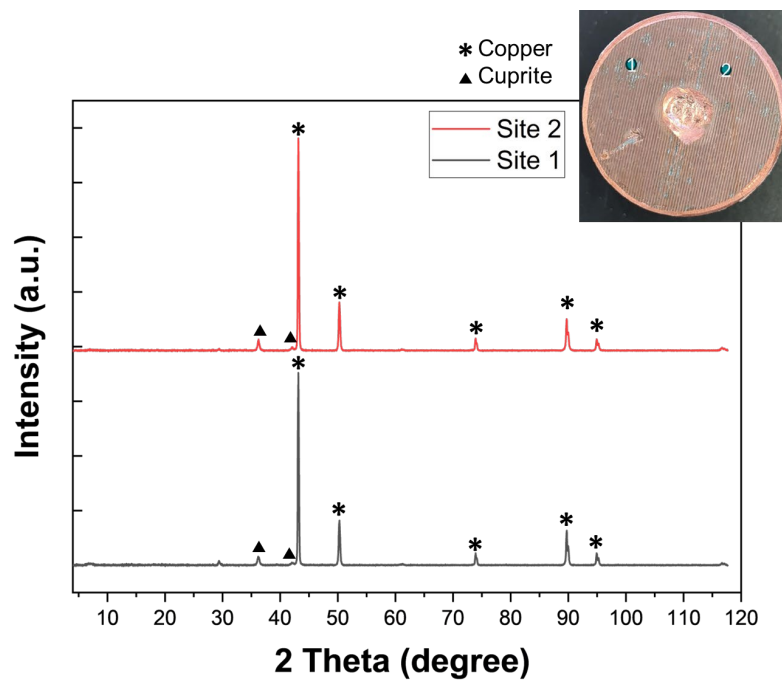 * Copper
▲ Cuprite
1
2
Site 2
Site 1
Intensity (a.u.)
10 20 30 40 50 60 70 80 90 100 110 120
2 Theta (degree)